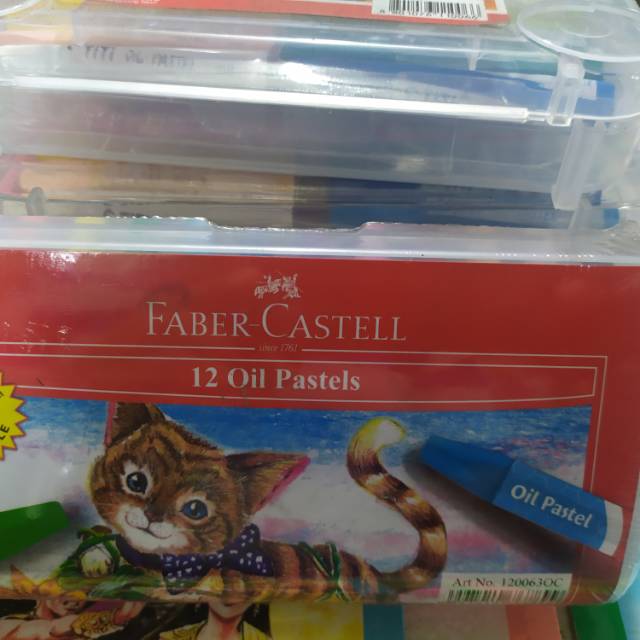 FABER-CASTELL
since 1761
12 Oil Pastels
Oil Pastel
Art No. 120063OC